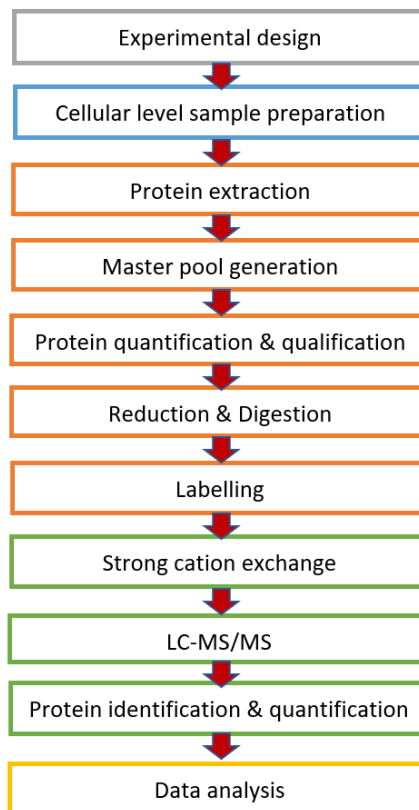 Experimental design
Cellular level sample preparation
Protein extraction
Master pool generation
Protein quantification & qualification
Reduction & Digestion
Labelling
Strong cation exchange
LC-MS/MS
Protein identification & quantification
Data analysis